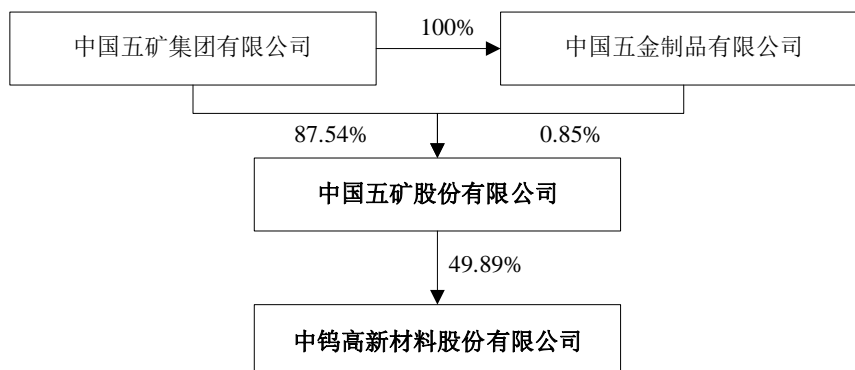 中国五矿集团有限公司
100%
中国五金制品有限公司
87.54%
0.85%
中国五矿股份有限公司
49.89%
中钨高新材料股份有限公司